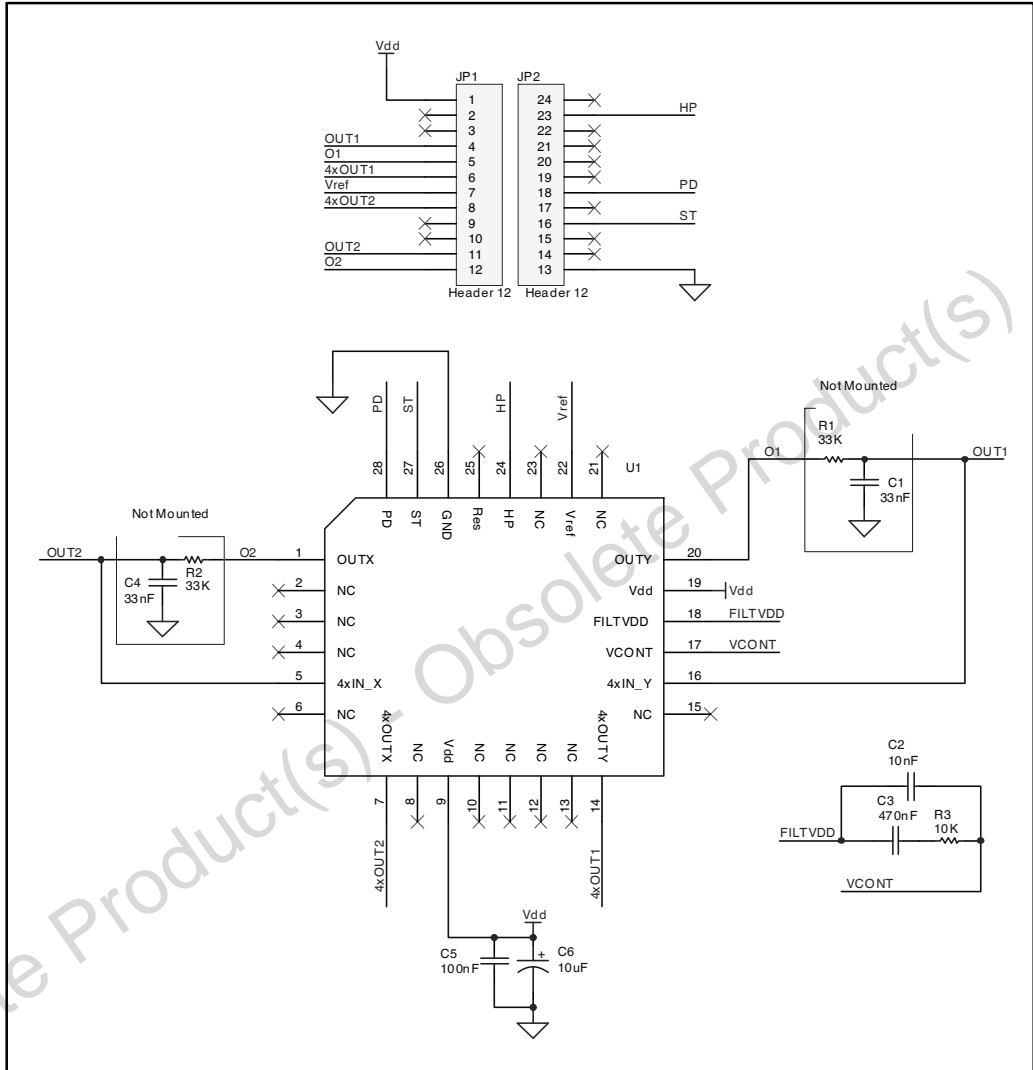 Vdd
JP1
JP2
1
2
3
4
5
6
7
8
9
10
11
12
OUT1
O1
4xOUT1
Vref
4xOUT2
OUT2
O2
24
23
22
21
20
19
18
17
16
15
14
13
HP
PD
ST
Header 12
Header 12
PD
ST
HP
Vref
28
27
26
25
24
23
22
21
U1
PD
ST
GND
Res
HP
NC
Vref
NC
Not Mounted
OUT2
O2
R2
33K
C4
33nF
1
2
3
4
5
6
OUTX
NC
NC
NC
4xIN_X
NC
OUTY
Vdd
FILTVDD
VCONT
4xIN_Y
NC
20
19
18
17
16
15
Vdd
FILTVDD
VCONT
Not Mounted
O1
R1
33K
OUT1
C1
33nF
4xOUTX
NC
Vdd
NC
NC
NC
NC
4xOUTY
7
8
9
10
11
12
13
14
4xOUT2
4xOUT1
Vdd
C5
100nF
C6
+
10uF
C2
10nF
C3
470nF
R3
10K
FILTVDD
VCONT
te Product(s) - Obsolete Product(s)